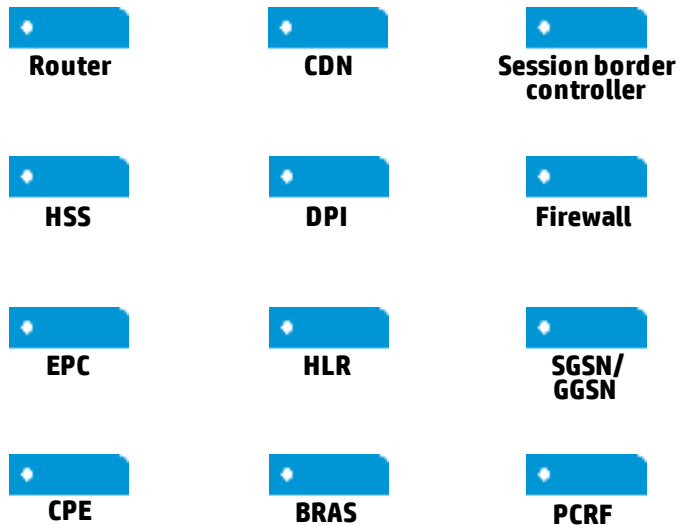 Router
CDN
Session border
controller
HSS
DPI
Firewall
EPC
HLR
SGSN/
GGSN
CPE
BRAS
PCRF